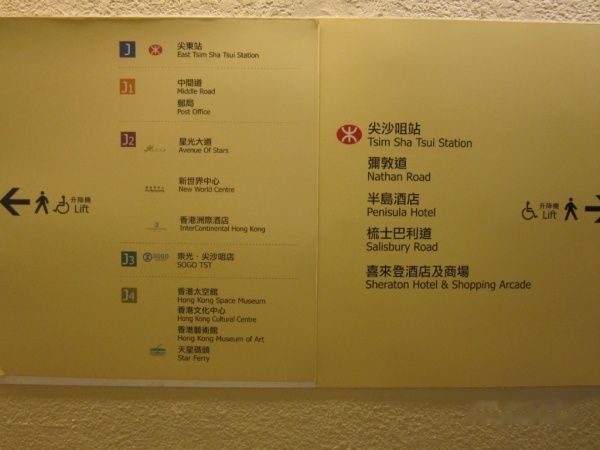 J
尖東站
East Tsim Sha Tsui Station
J1
中間道
Middle Road
郵局
Post Office
J2
星光大道
Avenue Of Stars
新世界中心
New World Centre
香港洲際酒店
InterContinental Hong Kong
J3 SOGO
崇光·尖沙咀店
SOGO TST
J4
香港太空館
Hong Kong Space Museum
香港文化中心
Hong Kong Cultural Centre
香港藝術館
Hong Kong Museum of Art
天星碼頭
Star Ferry
升降機
Lift
尖沙咀站
Tsim Sha Tsui Station
彌敦道
Nathan Road
半島酒店
Penisula Hotel
梳士巴利道
Salisbury Road
喜來登酒店及商場
Sheraton Hotel & Shopping Arcade
升降機
Lift